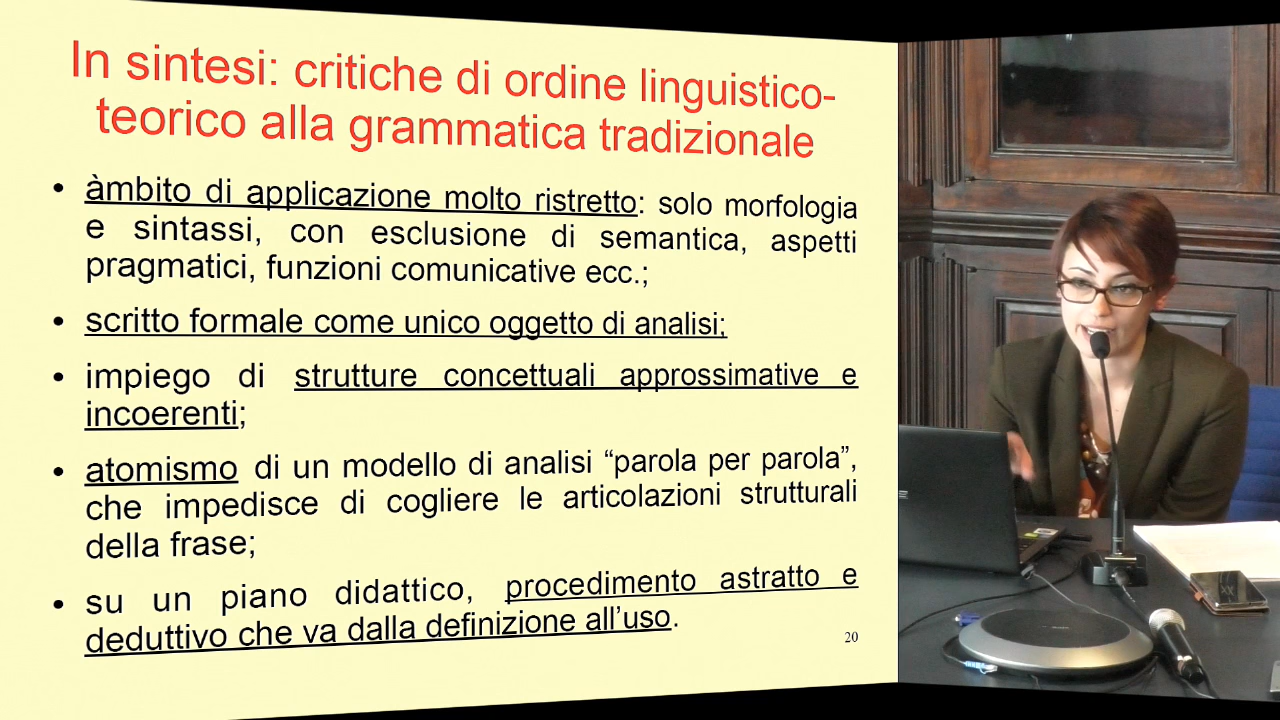 In sintesi: critiche di ordine linguistico-
teorico alla grammatica tradizionale
• àmbito di applicazione molto ristretto: solo morfologia
e sintassi, con esclusione di semantica, aspetti
pragmatici, funzioni comunicative ecc.;
• scritto formale come unico oggetto di analisi;
• impiego di strutture concettuali approssimative e
incoerenti;
• atomismo di un modello di analisi “parola per parola”,
che impedisce di cogliere le articolazioni strutturali
della frase;
• su un piano didattico, procedimento astratto e
deduttivo che va dalla definizione all’uso.
20